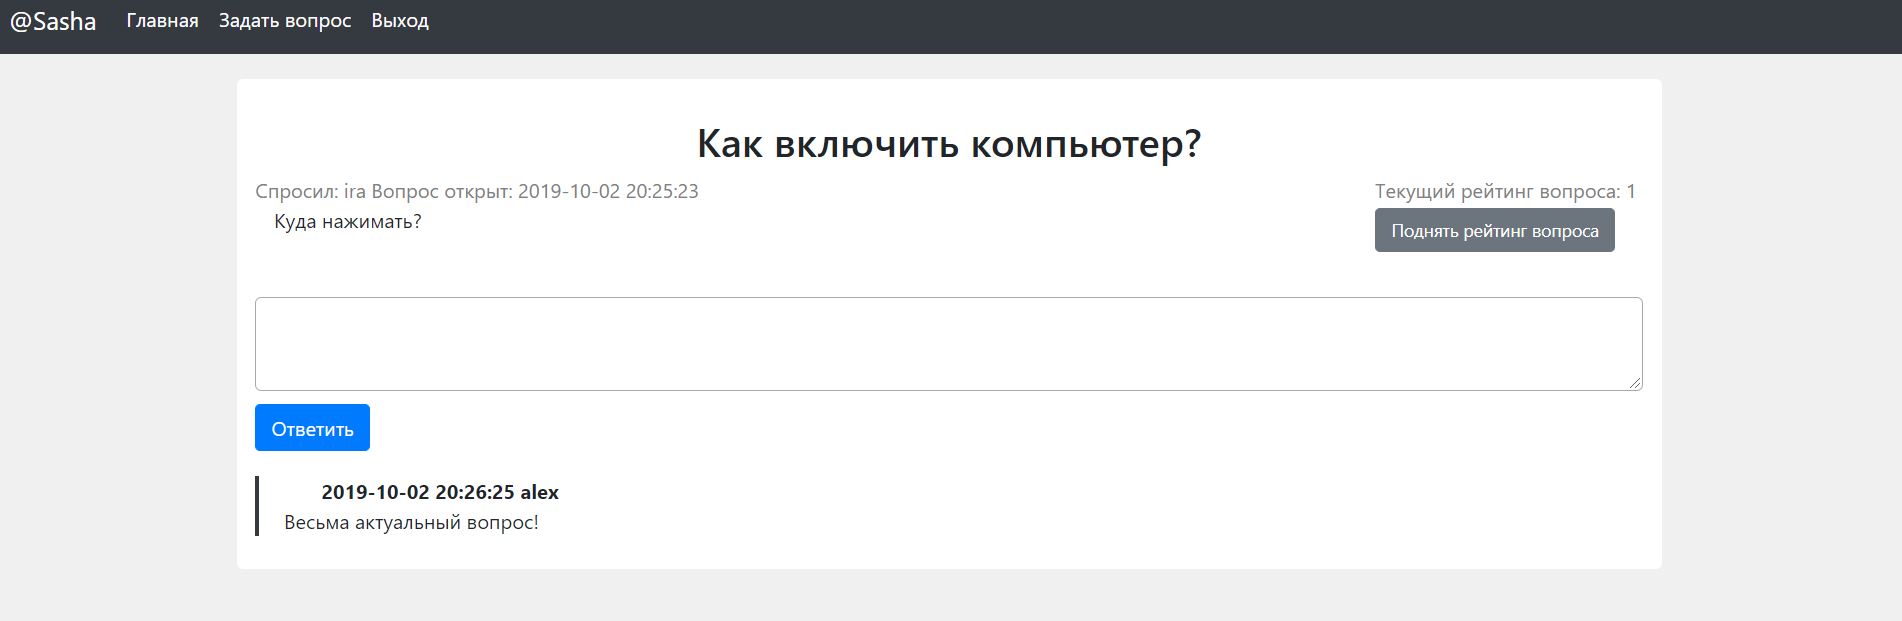 @Sasha Главная Задать вопрос Выход
Как включить компьютер?
Спросил: ira Вопрос открыт: 2019-10-02 20:25:23
Текущий рейтинг вопроса: 1
Куда нажимать?
Поднять рейтинг вопроса
Ответить
2019-10-02 20:26:25 alex
Весьма актуальный вопрос!